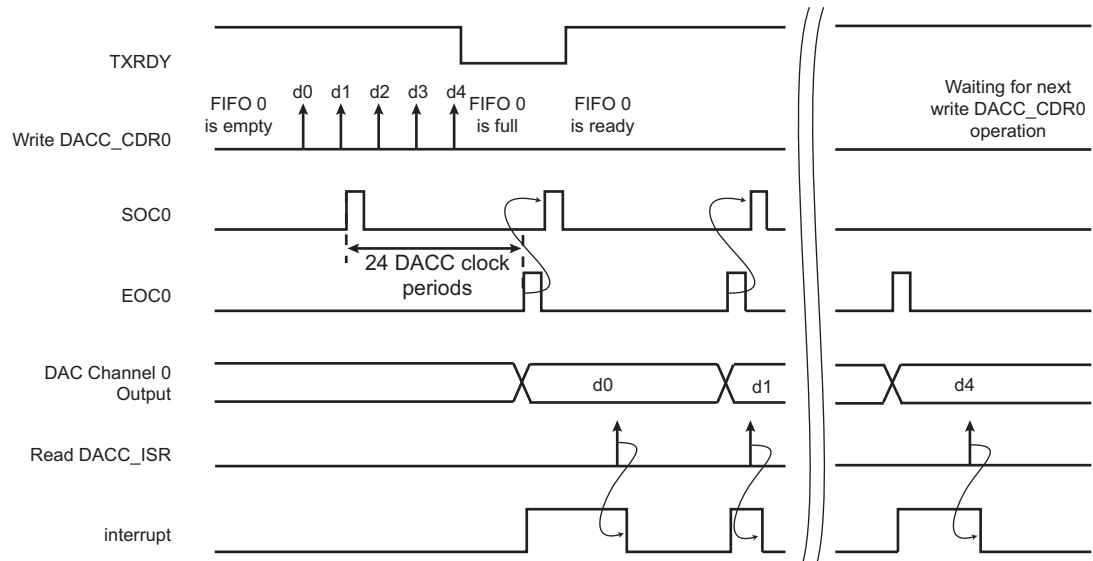 TXRDY
Write DACC_CDR0
FIFO 0
is empty
d0
d1
d2
d3
d4
FIFO 0
is full
FIFO 0
is ready
Waiting for next
write DACC_CDR0
operation
SOC0
24 DACC clock
periods
EOC0
DAC Channel 0
Output
d0
d1
d4
Read DACC_ISR
interrupt